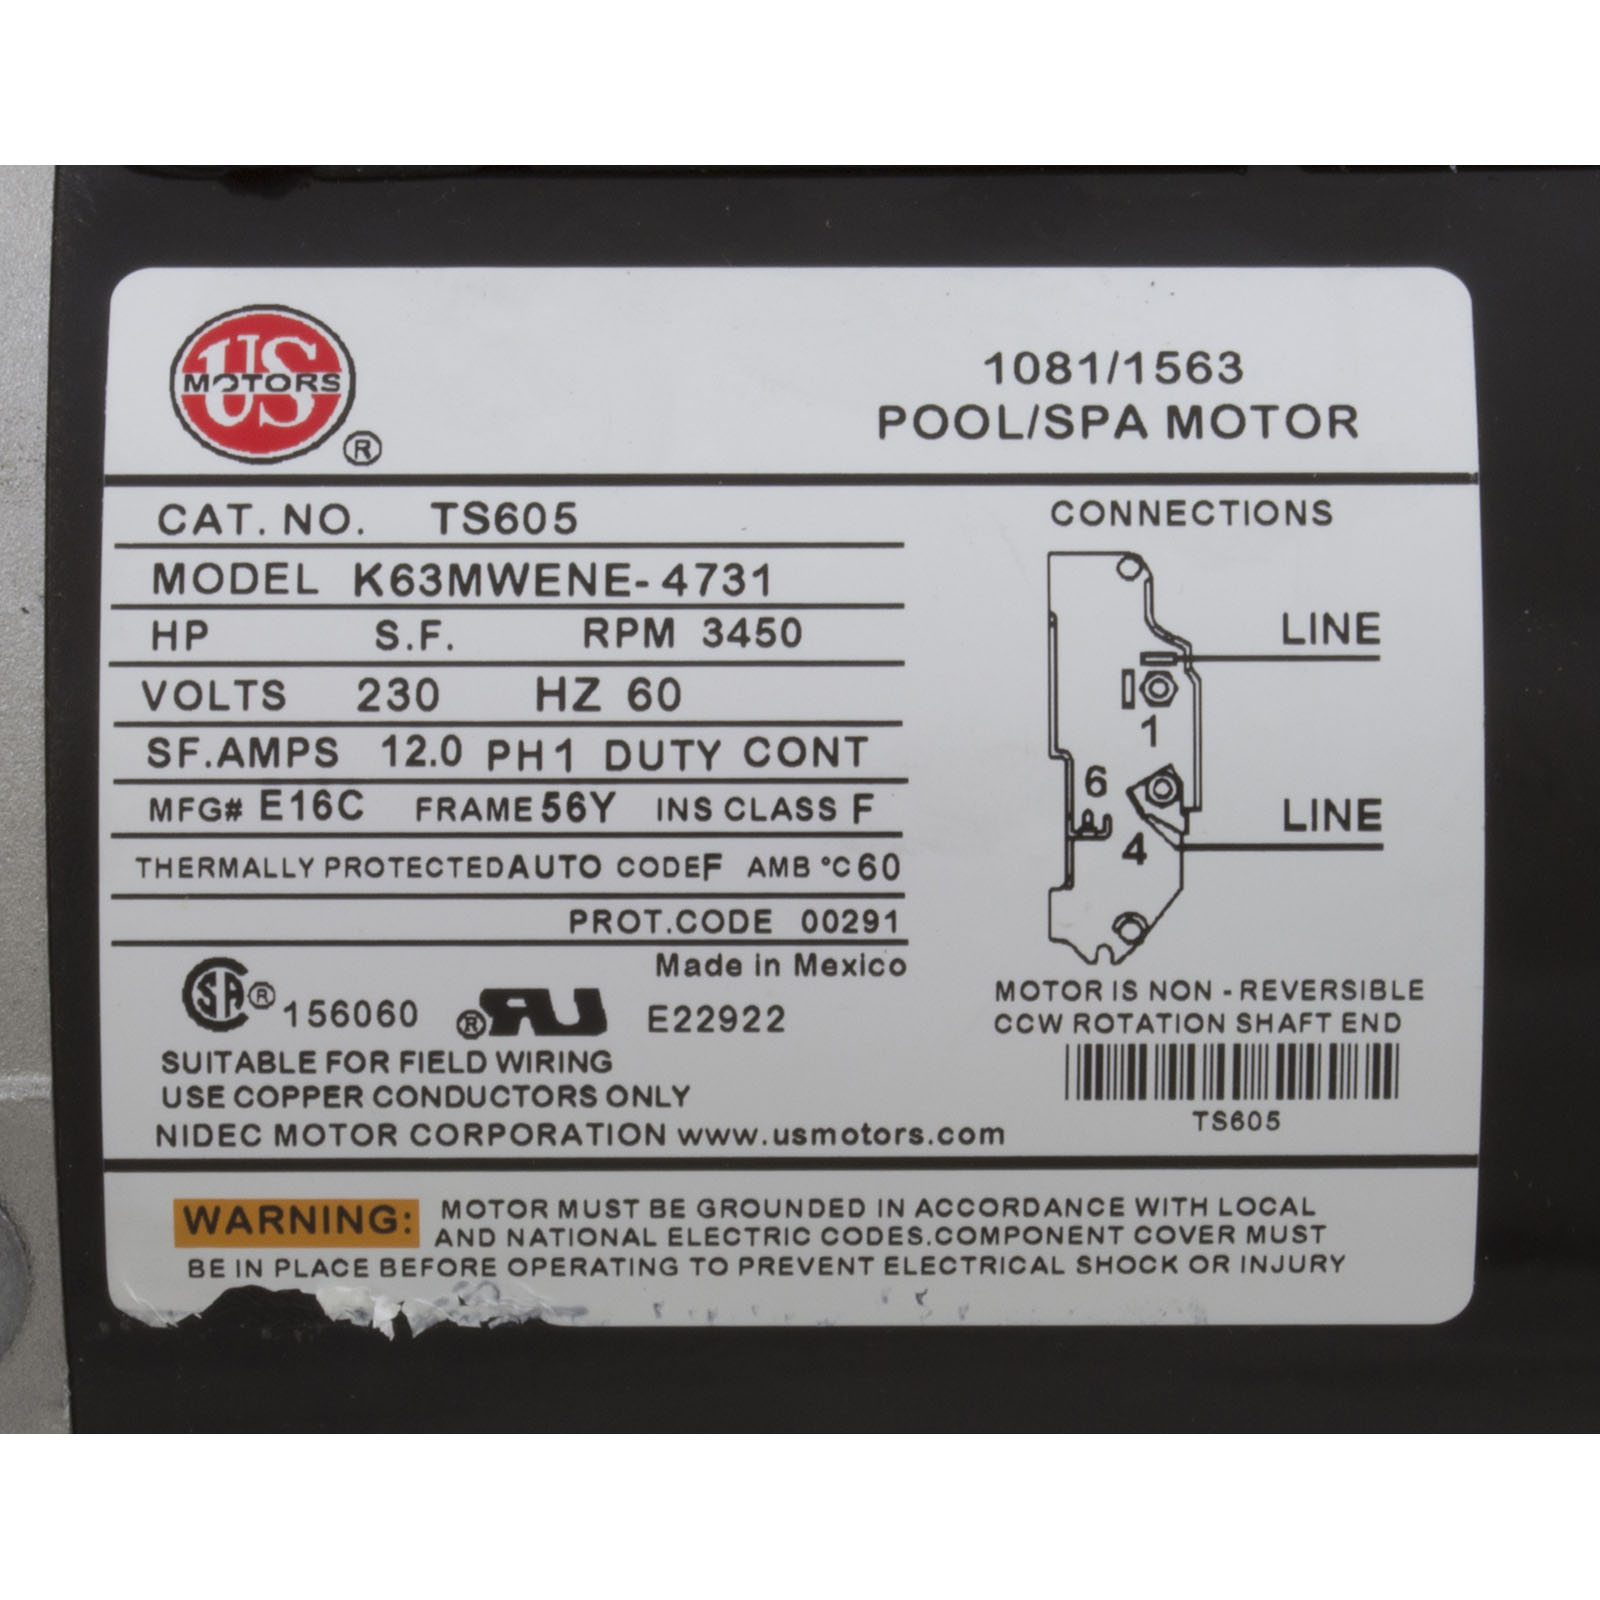 US
MOTORS
®
1081/1563
POOL/SPA MOTOR
CAT. NO. TS605
MODEL K63MWENE-4731
HP S.F. RPM 3450
VOLTS 230 HZ 60
SF.AMPS 12.0 PH 1 DUTY CONT
MFG# E16C FRAME 56Y INS CLASS F
THERMALLY PROTECTED AUTO CODE F AMB °C 60
PROT.CODE 00291
Made in Mexico
SA® 156060 ®RU E22922
SUITABLE FOR FIELD WIRING
USE COPPER CONDUCTORS ONLY
NIDEC MOTOR CORPORATION www.usmotors.com
CONNECTIONS
LINE
1
6
LINE
4
MOTOR IS NON - REVERSIBLE
CCW ROTATION SHAFT END
TS605
WARNING: MOTOR MUST BE GROUNDED IN ACCORDANCE WITH LOCAL
AND NATIONAL ELECTRIC CODES.COMPONENT COVER MUST
BE IN PLACE BEFORE OPERATING TO PREVENT ELECTRICAL SHOCK OR INJURY